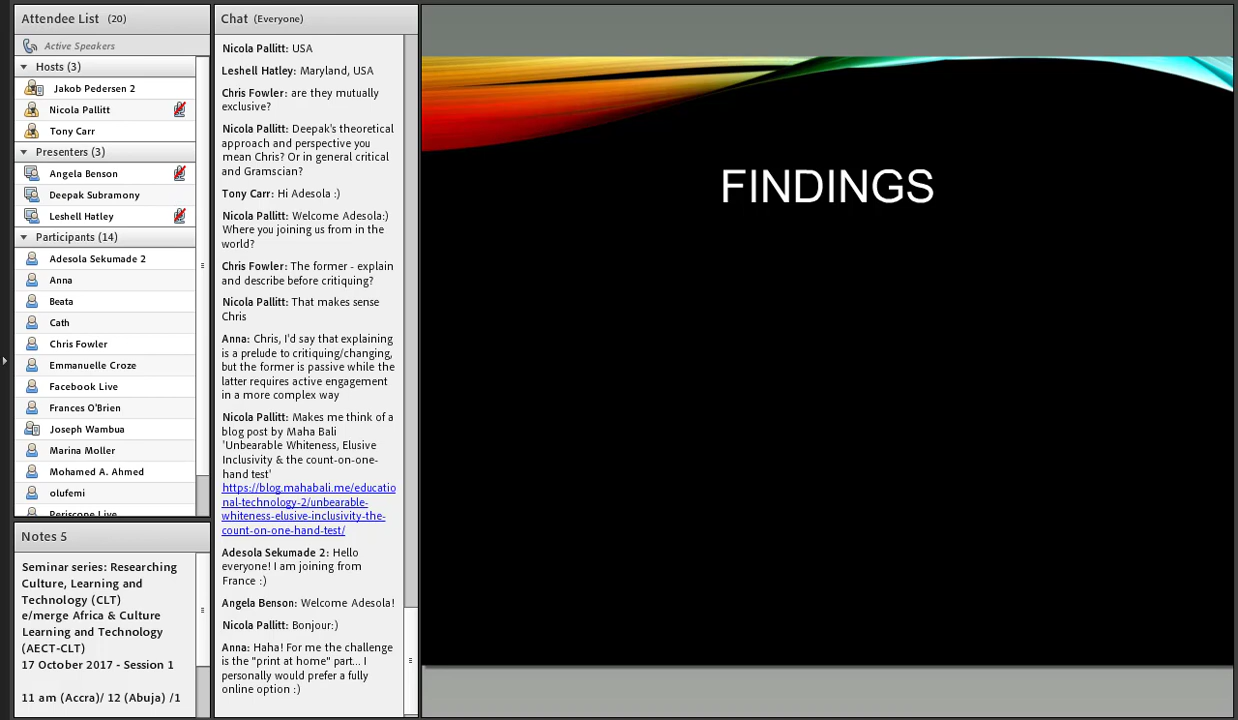 Attendee List (20)
Active Speakers
Hosts (3)
Jakob Pedersen 2
Nicola Pallitt
Tony Carr
Presenters (3)
Angela Benson
Deepak Subramony
Leshell Hatley
Participants (14)
Adesola Sekumade 2
Anna
Beata
Cath
Chris Fowler
Emmanuelle Croze
Facebook Live
Frances O'Brien
Joseph Wambua
Marina Moller
Mohamed A. Ahmed
olufemi
Periscope Live
Notes 5
Seminar series: Researching
Culture, Learning and
Technology (CLT)
e/merge Africa & Culture
Learning and Technology
(AECT-CLT)
17 October 2017 - Session 1
11 am (Accra)/ 12 (Abuja) /1
Chat (Everyone)
Nicola Pallitt: USA
Leshell Hatley: Maryland, USA
Chris Fowler: are they mutually
exclusive?
Nicola Pallitt: Deepak's theoretical
approach and perspective you
mean Chris? Or in general critical
and Gramscian?
Tony Carr: Hi Adesola :)
Nicola Pallitt: Welcome Adesola:)
Where you joining us from in the
world?
Chris Fowler: The former - explain
and describe before critiquing?
Nicola Pallitt: That makes sense
Chris
Anna: Chris, I'd say that explaining
is a prelude to critiquing/changing,
but the former is passive while the
latter requires active engagement
in a more complex way
Nicola Pallitt: Makes me think of a
blog post by Maha Bali
'Unbearable Whiteness, Elusive
Inclusivity & the count-on-one-
hand test'
https://blog.mahabali.me/educatio
nal-technology-2/unbearable-
whiteness-elusive-inclusivity-the-
count-on-one-hand-test/
Adesola Sekumade 2: Hello
everyone! I am joining from
France :)
Angela Benson: Welcome Adesola!
Nicola Pallitt: Bonjour:)
Anna: Haha! For me the challenge
is the "print at home" part... I
personally would prefer a fully
online option :)
FINDINGS